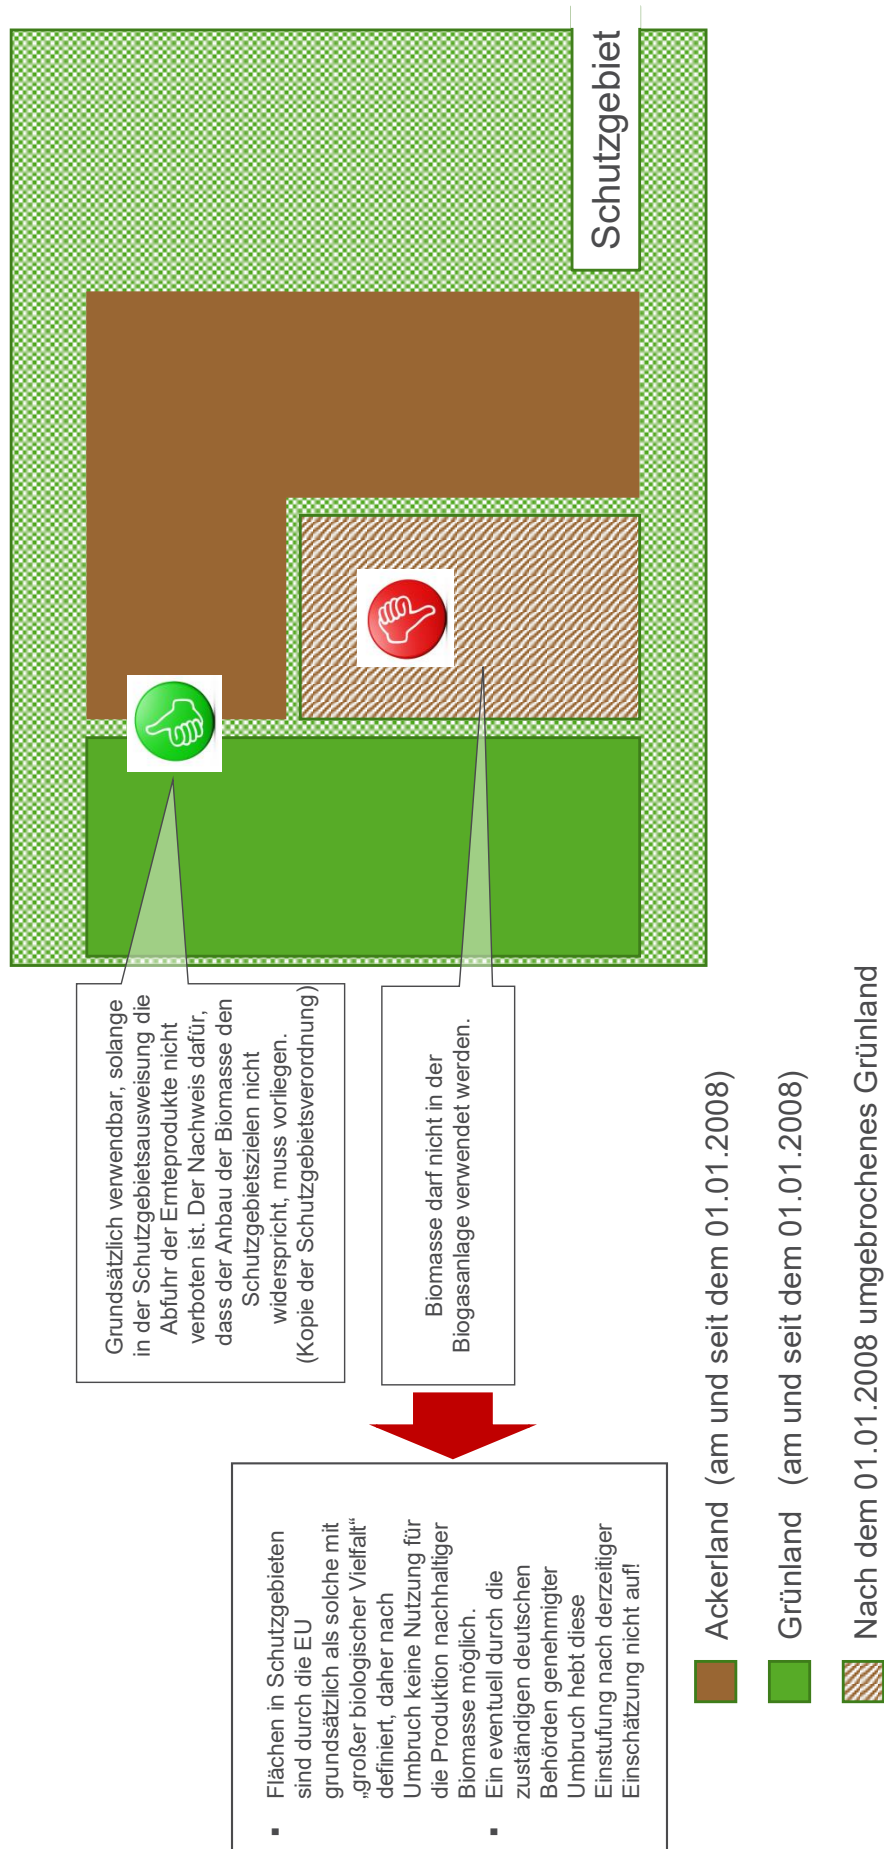 Schutzgebiet
Grundsätzlich verwendbar, solange
in der Schutzgebietsausweisung die
Abfuhr der Ernteprodukte nicht
verboten ist. Der Nachweis dafür,
dass der Anbau der Biomasse den
Schutzgebietszielen nicht
widerspricht, muss vorliegen.
(Kopie der Schutzgebietsverordnung)
Biomasse darf nicht in der
Biogasanlage verwendet werden.
▪ Flächen in Schutzgebieten
sind durch die EU
grundsätzlich als solche mit
„großer biologischer Vielfalt“
definiert, daher nach
Umbruch keine Nutzung für
die Produktion nachhaltiger
Biomasse möglich.
▪ Ein eventuell durch die
zuständigen deutschen
Behörden genehmigter
Umbruch hebt diese
Einstufung nach derzeitiger
Einschätzung nicht auf!
Ackerland (am und seit dem 01.01.2008)
Grünland (am und seit dem 01.01.2008)
Nach dem 01.01.2008 umgebrochenes Grünland